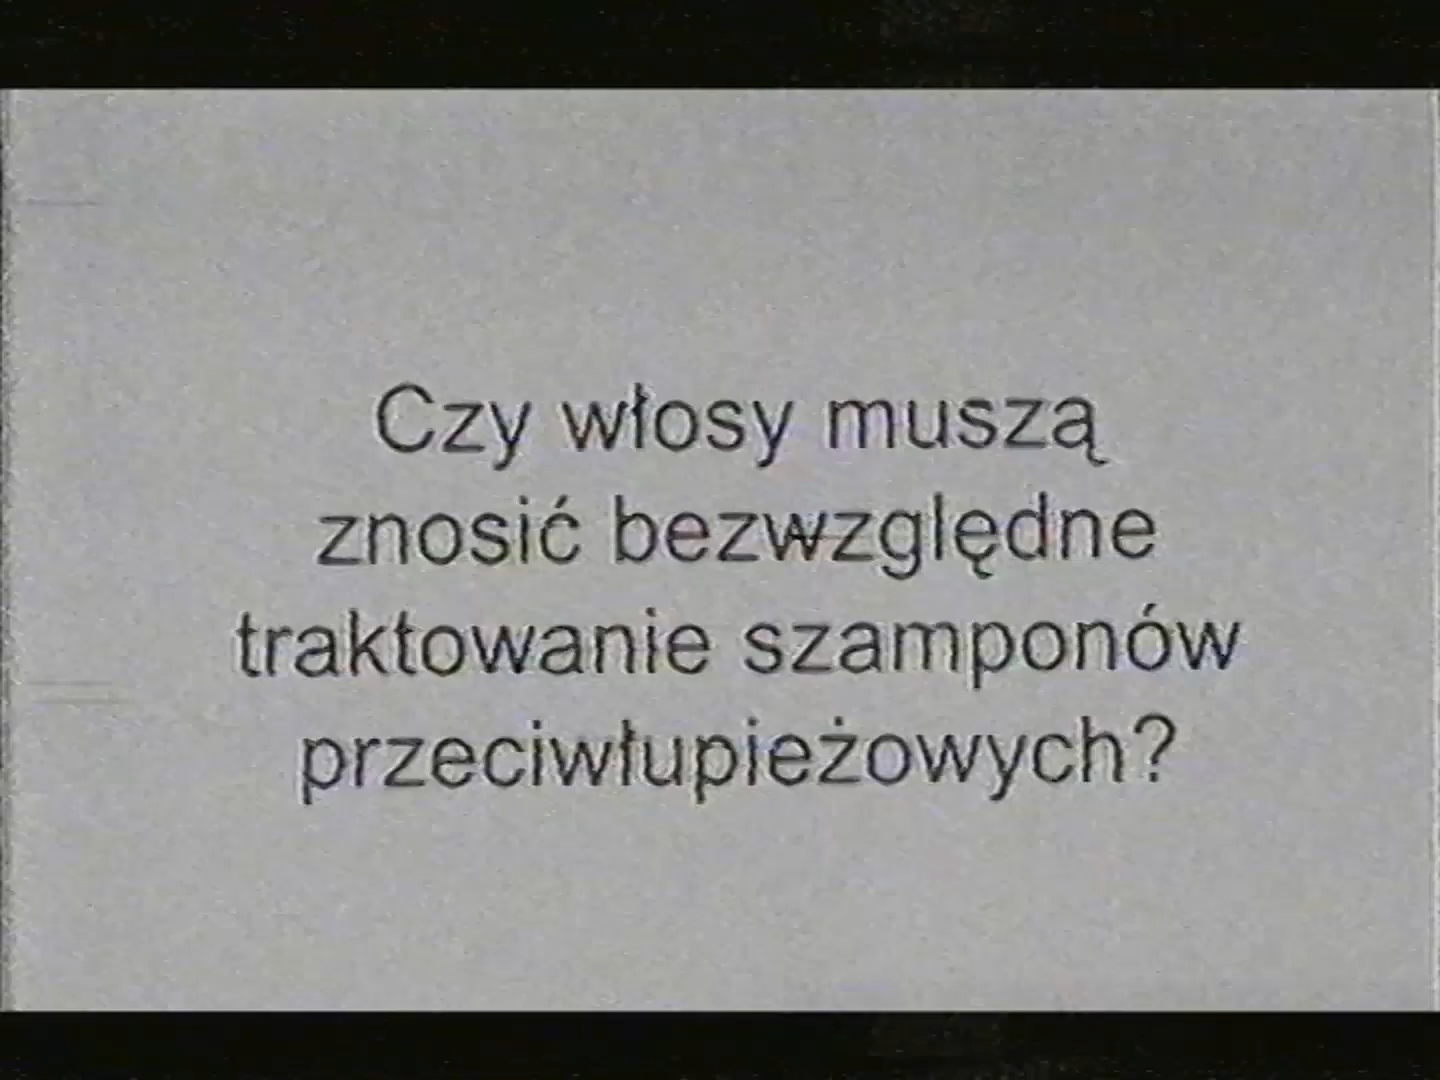 Czy włosy muszą
znosić bezwzględne
traktowanie szamponów
przeciwłupieżowych?